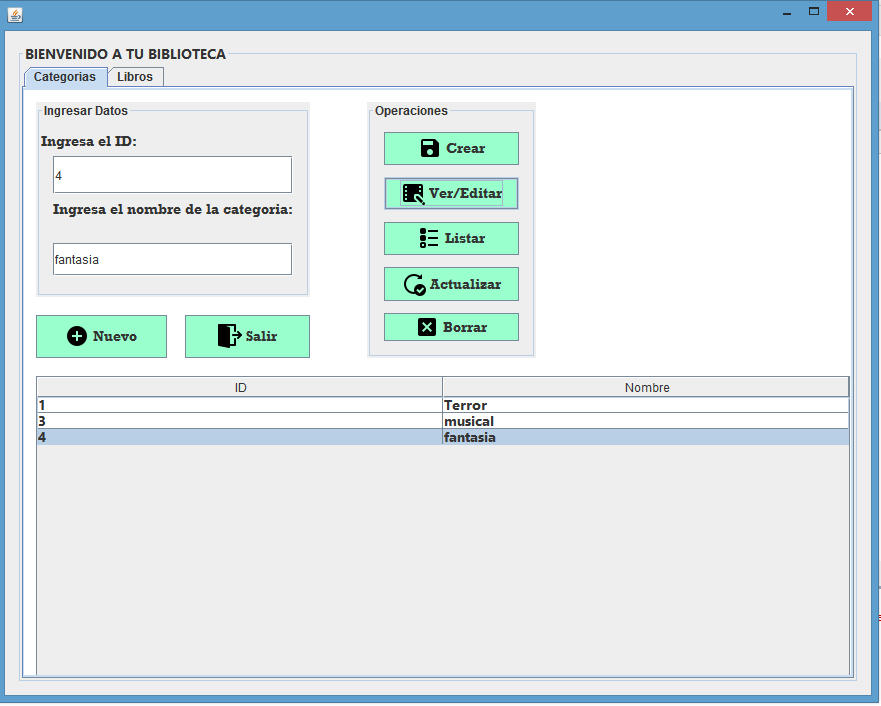 BIENVENIDO A TU BIBLIOTECA
Categorias Libros
Ingresar Datos
Ingresa el ID:
4
Ingresa el nombre de la categoria:
fantasia
Nuevo
Salir
Operaciones
Crear
Ver/Editar
Listar
Actualizar
Borrar
ID Nombre
1 Terror
3 musical
4 fantasia